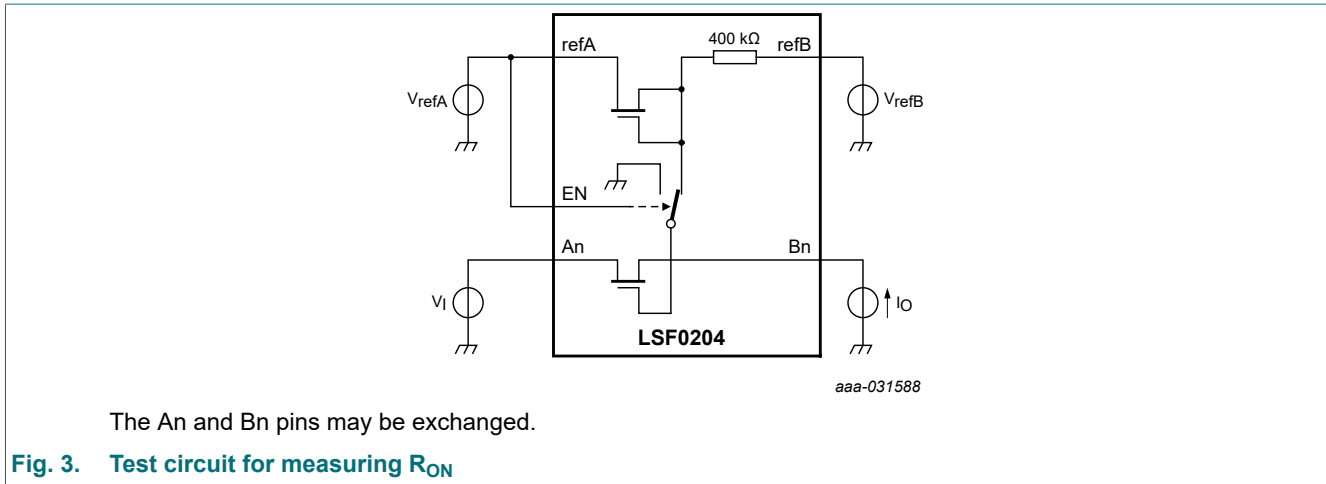 refA
400 kΩ
refB
VrefA
VrefB
EN
An
Bn
VI
IO
LSF0204
aaa-031588
The An and Bn pins may be exchanged.
Fig. 3. Test circuit for measuring RON